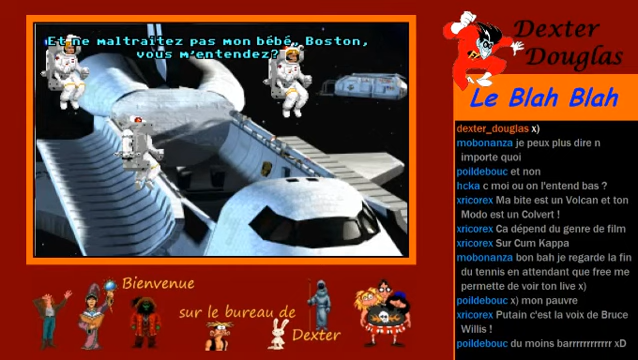 Et ne maltraitez pas mon bébé, Boston,
vous m'entendez?
Dexter
Douglas
Le Blah Blah
dexter_douglas x)
mobonanza je peux plus dire n
importe quoi
poildebouc et non
hcka c moi ou on l'entend bas ?
xricorex Ma bite est un Volcan et ton
Modo est un Colvert !
xricorex Ca dépend du genre de film
xricorex Sur Cum Kappa
mobonanza bon bah je regarde la fin
du tennis en attendant que free me
permette de voir ton live x)
poildebouc x) mon pauvre
xricorex Putain c'est la voix de Bruce
Willis !
poildebouc du moins barrrrrrrrrrr xD
Bienvenue
sur le bureau de
Dexter